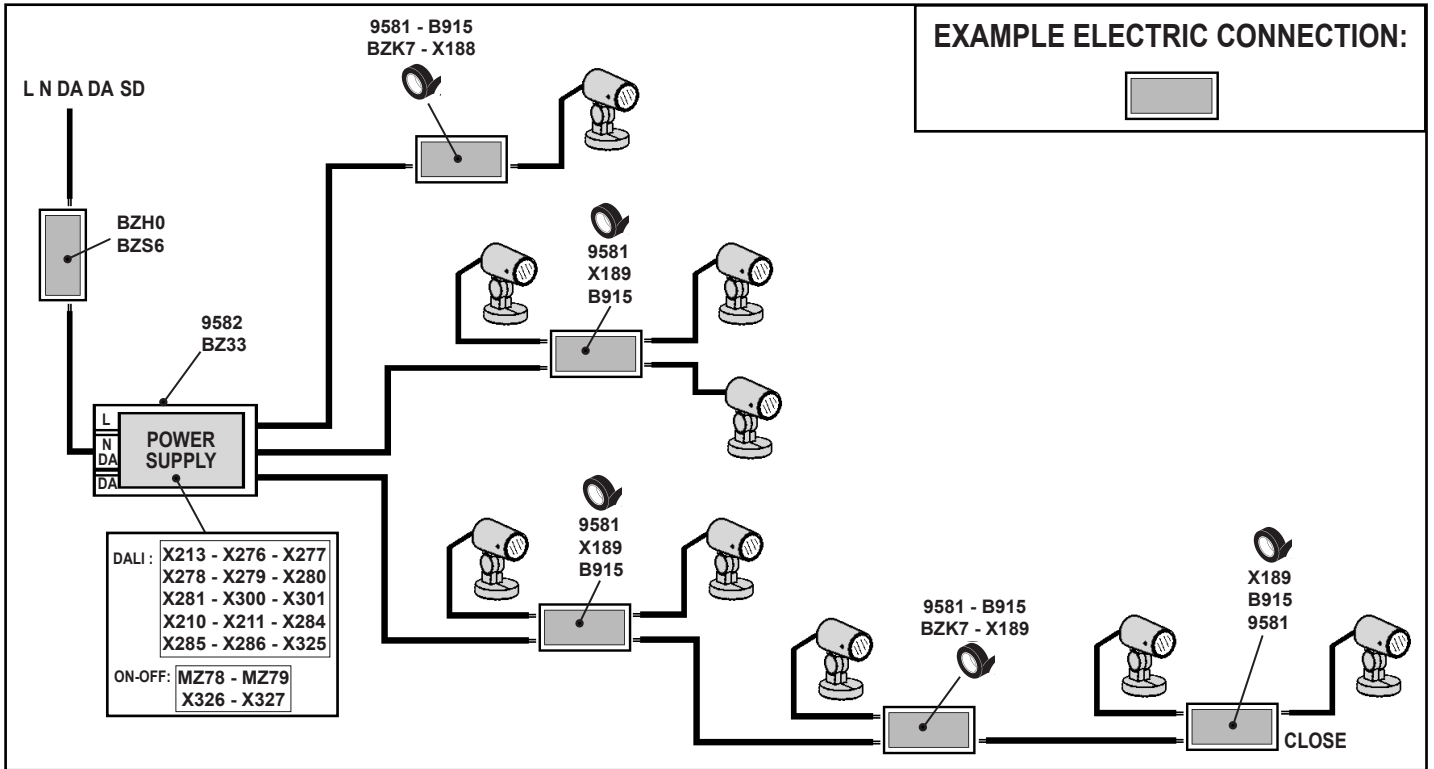 EXAMPLE ELECTRIC CONNECTION:
9581 - B915
BZK7 - X188
L N DA DA SD
BZH0
BZS6
9581
X189
B915
9582
BZ33
L
N
DA
DA
POWER
SUPPLY
9581
X189
B915
DALI :
X213 - X276 - X277
X278 - X279 - X280
X281 - X300 - X301
X210 - X211 - X284
X285 - X286 - X325
ON-OFF:
MZ78 - MZ79
X326 - X327
9581 - B915
BZK7 - X189
X189
B915
9581
CLOSE